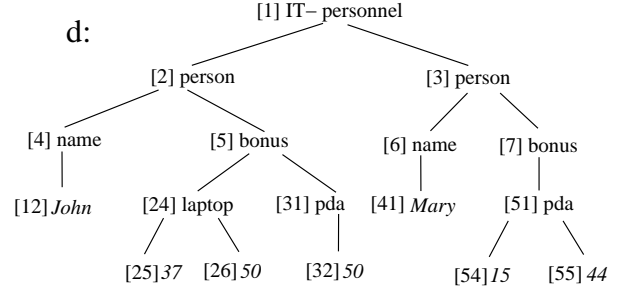 [1] IT– personnel
d:
[2] person [3] person
[4] name [5] bonus [6] name [7] bonus
[12] John [24] laptop [31] pda [41] Mary [51] pda
[25] 37 [26] 50 [32] 50 [54] 15 [55] 44